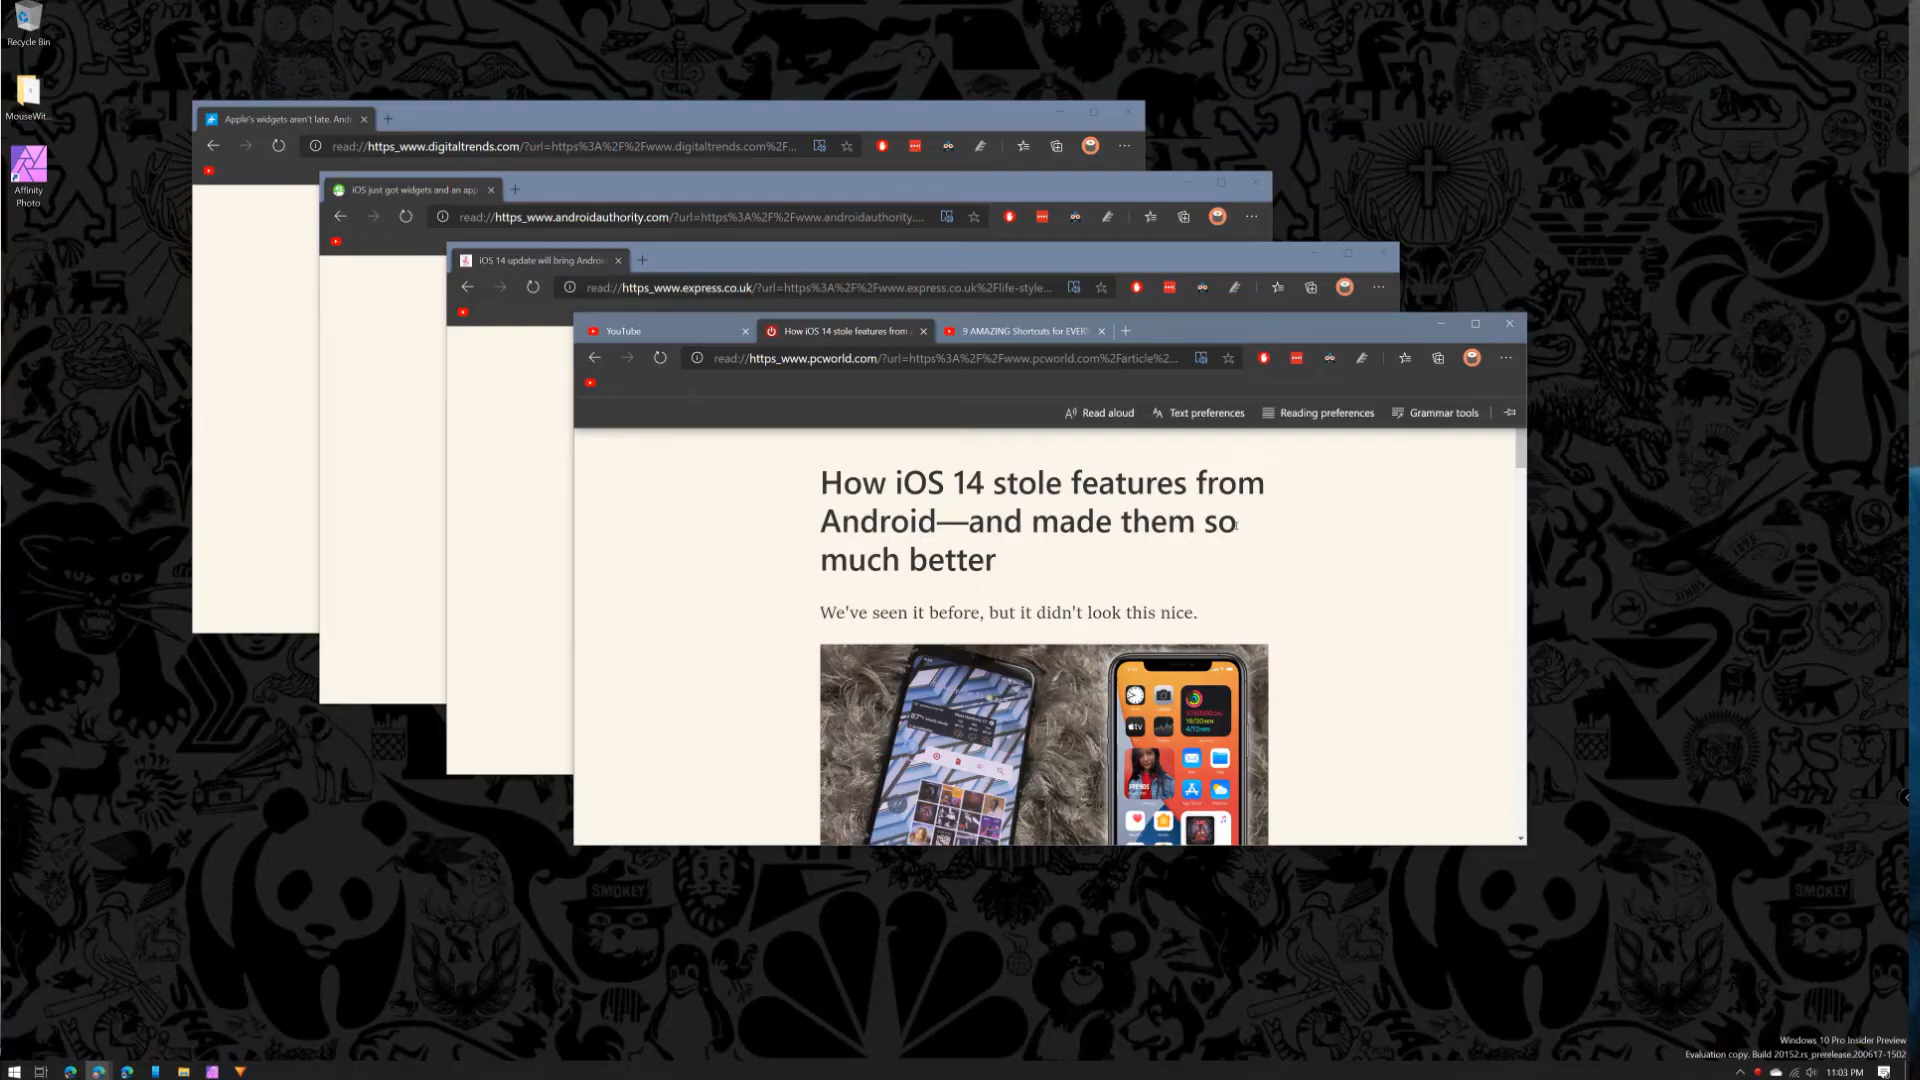 Recycle Bin
MouseWit...
Affinity
Photo
Apple's widgets aren't late. Andr
read://https_www.digitaltrends.com/?url=https%3A%2F%2Fwww.digitaltrends.com%2F...
iOS just got widgets and an app
read://https_www.androidauthority.com/?url=https%3A%2F%2Fwww.androidauthority....
iOS 14 update will bring Androi
read://https_www.express.co.uk/?url=https%3A%2F%2Fwww.express.co.uk%2Flife-style...
YouTube
How iOS 14 stole features from
9 AMAZING Shortcuts for EVERY
read://https_www.pcworld.com/?url=https%3A%2F%2Fwww.pcworld.com%2Farticle%2...
Read aloud
Text preferences
Reading preferences
Grammar tools
How iOS 14 stole features from
Android—and made them so
much better
We've seen it before, but it didn't look this nice.
87°F
FRIENDS
SMOKEY
SMOKEY
1895
SINDS
Windows 10 Pro Insider Preview
Evaluation copy. Build 20152.rs_prerelease.200617-1502
11:03 PM